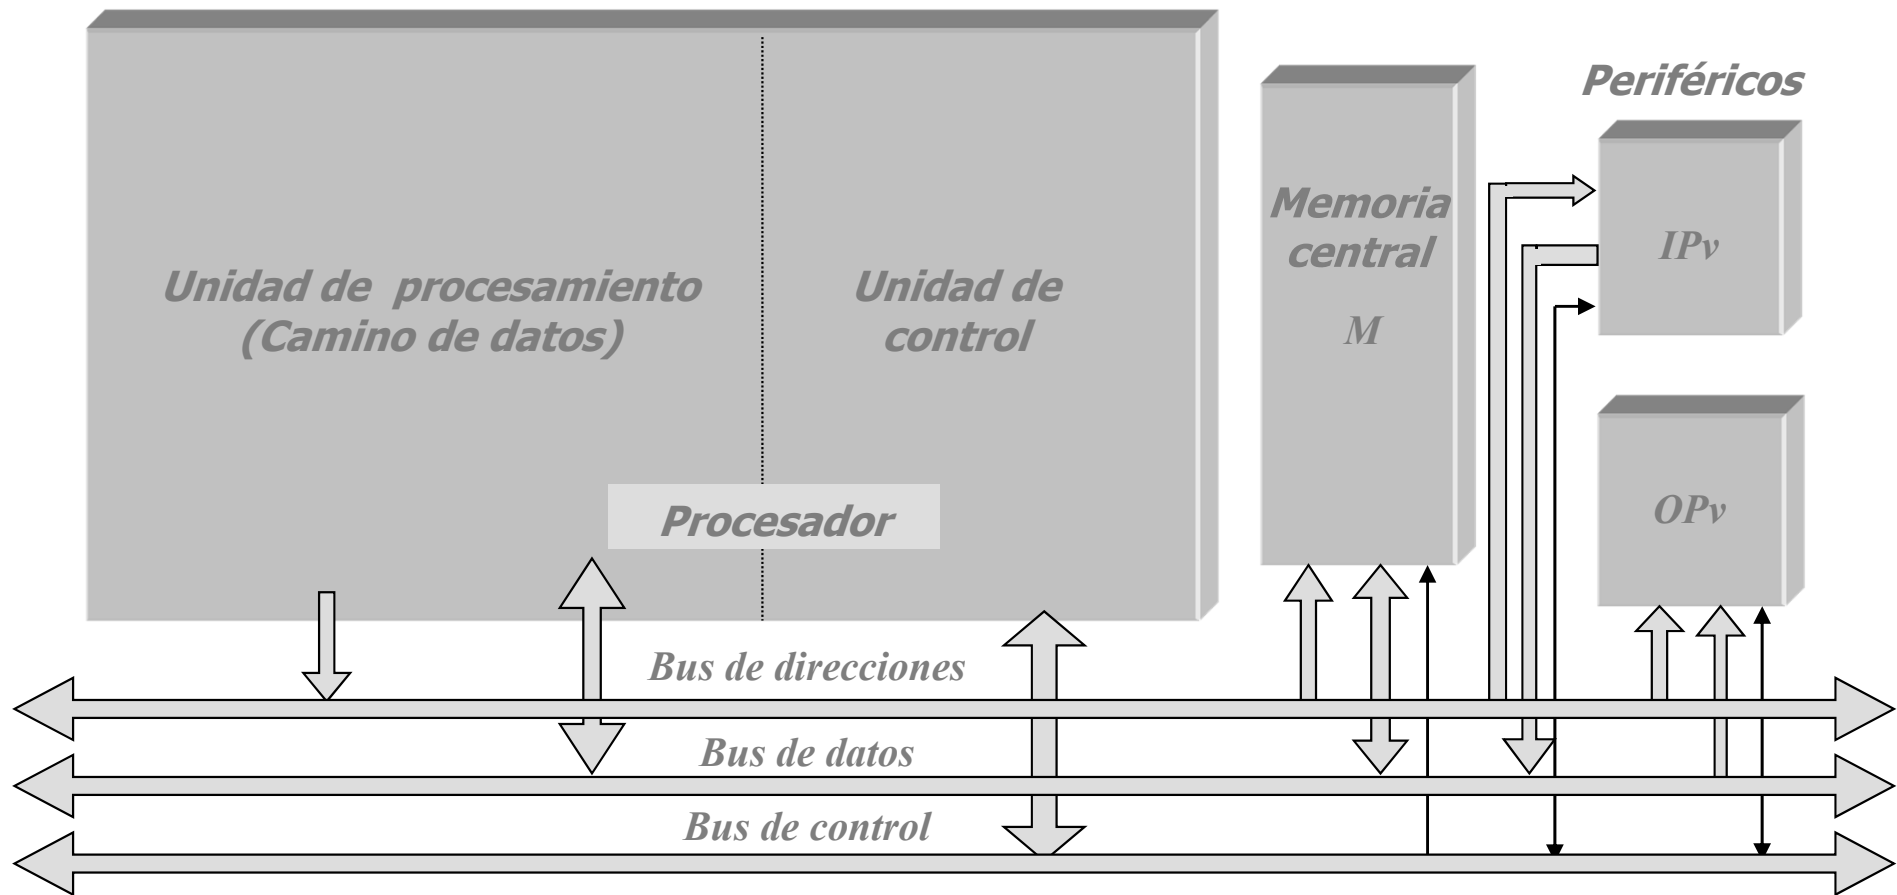 Periféricos
Memoria
central
M
IPv
Unidad de procesamiento
(Camino de datos)
Unidad de
control
OPv
Procesador
Bus de direcciones
Bus de datos
Bus de control